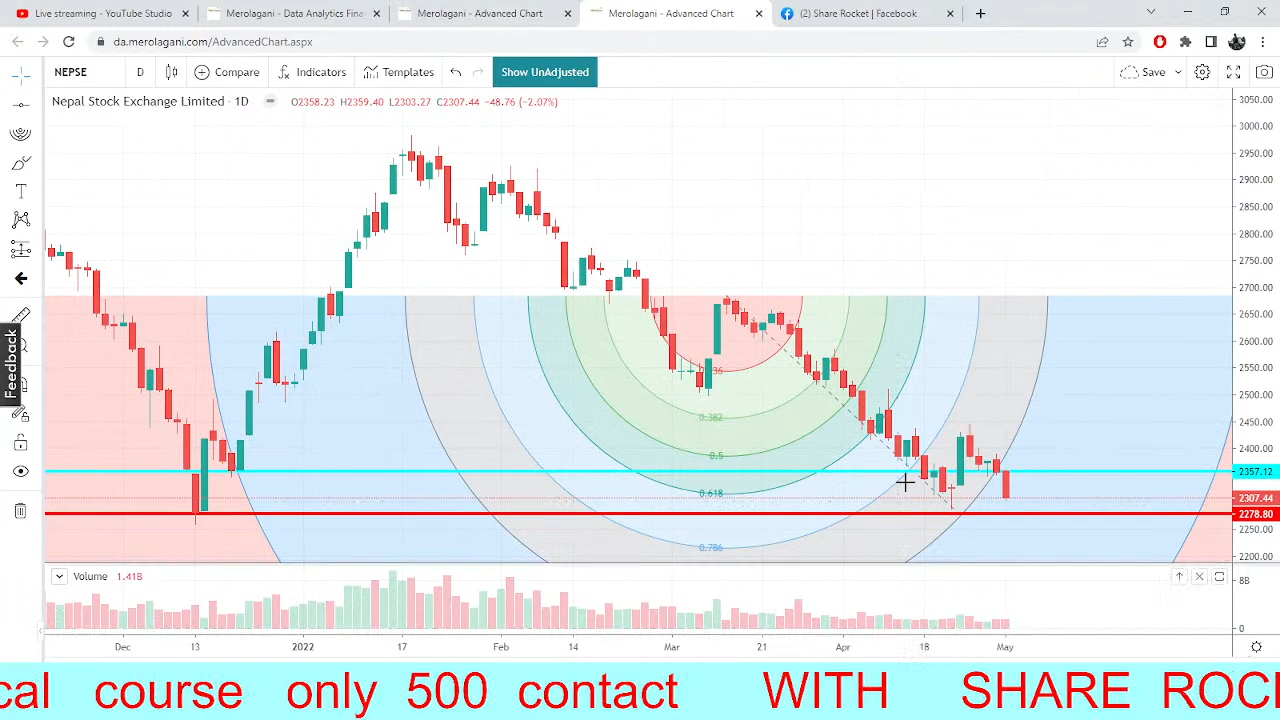 Live streaming - YouTube Studio
Merolagani - Data Analytics Fina
Merolagani - Advanced Chart
Merolagani - Advanced Chart
(2) Share Rocket | Facebook
da.merolagani.com/AdvancedChart.aspx
NEPSE D Compare Indicators Templates Show UnAdjusted Save
Nepal Stock Exchange Limited · 1D O2358.23 H2359.40 L2303.27 C2307.44 −48.76 (−2.07%)
3050.00
3000.00
2950.00
2900.00
2850.00
2800.00
2750.00
2700.00
2650.00
2600.00
2550.00
2500.00
2450.00
2400.00
2357.12
2307.44
2278.80
2250.00
2200.00
36
0.382
0.5
0.618
0.786
Feedback
Volume 1.41B
8B
0
Dec 13 2022 17 Feb 14 Mar 21 Apr 18 May
cal course only 500 contact WITH SHARE ROC